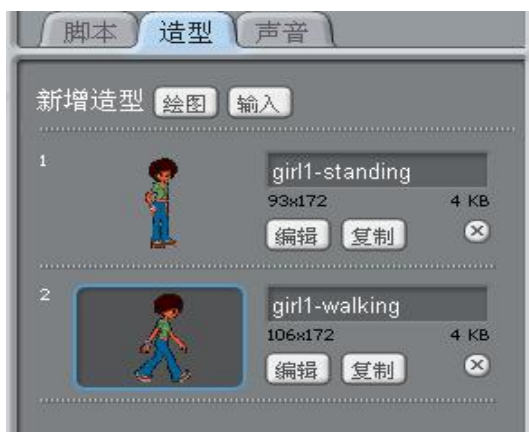 脚本 造型 声音
新增造型 绘图 输入
1
girl1-standing
93x172 4 KB
编辑 复制
2
girl1-walking
106x172 4 KB
编辑 复制